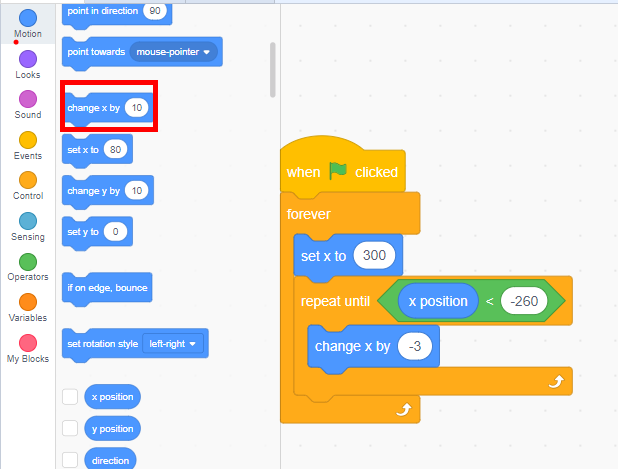 point in direction 90
Motion
point towards mouse-pointer
Looks
change x by 10
Sound
set x to 80
Events
change y by 10
Control
set y to 0
Sensing
if on edge, bounce
Operators
Variables
set rotation style left-right
My Blocks
x position
y position
direction
when clicked
forever
set x to 300
repeat until x position < -260
change x by -3